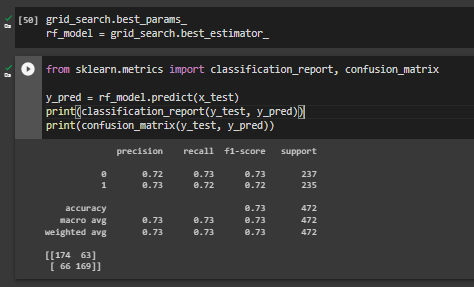 [50] grid_search.best_params_
rf_model = grid_search.best_estimator_
from sklearn.metrics import classification_report, confusion_matrix
y_pred = rf_model.predict(x_test)
print(classification_report(y_test, y_pred))
print(confusion_matrix(y_test, y_pred))
precision recall f1-score support
0 0.72 0.73 0.73 237
1 0.73 0.72 0.72 235
accuracy 0.73 472
macro avg 0.73 0.73 0.73 472
weighted avg 0.73 0.73 0.73 472
[[174 63]
[ 66 169]]